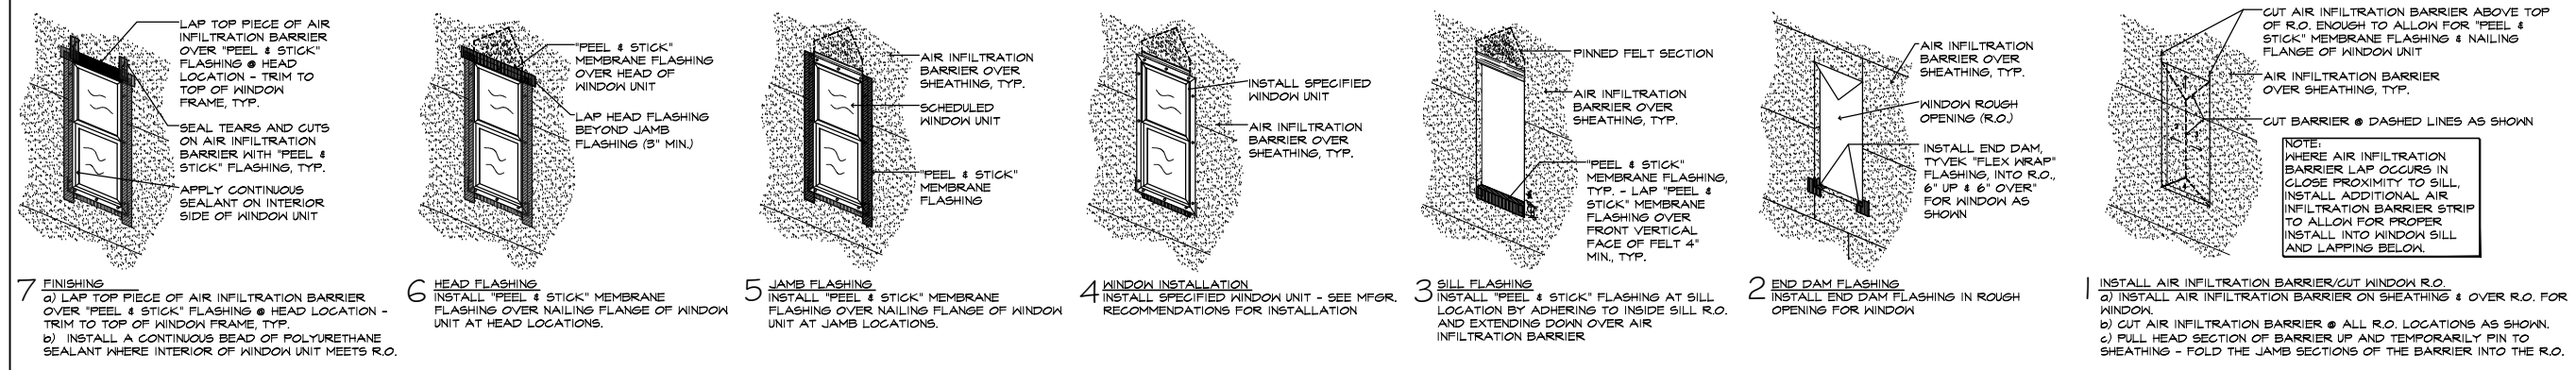 LAP TOP PIECE OF AIR
INFILTRATION BARRIER
OVER "PEEL & STICK"
FLASHING @ HEAD
LOCATION - TRIM TO
TOP OF WINDOW
FRAME, TYP.
SEAL TEARS AND CUTS
ON AIR INFILTRATION
BARRIER WITH "PEEL &
STICK" FLASHING, TYP.
APPLY CONTINUOUS
SEALANT ON INTERIOR
SIDE OF WINDOW UNIT
7 FINISHING
a) LAP TOP PIECE OF AIR INFILTRATION BARRIER
OVER "PEEL & STICK" FLASHING @ HEAD LOCATION -
TRIM TO TOP OF WINDOW FRAME, TYP.
b) INSTALL A CONTINUOUS BEAD OF POLYURETHANE
SEALANT WHERE INTERIOR OF WINDOW UNIT MEETS R.O.
"PEEL & STICK"
MEMBRANE FLASHING
OVER HEAD OF
WINDOW UNIT
LAP HEAD FLASHING
BEYOND JAMB
FLASHING (3" MIN.)
6 HEAD FLASHING
INSTALL "PEEL & STICK" MEMBRANE
FLASHING OVER NAILING FLANGE OF WINDOW
UNIT AT HEAD LOCATIONS.
AIR INFILTRATION
BARRIER OVER
SHEATHING, TYP.
SCHEDULED
WINDOW UNIT
"PEEL & STICK"
MEMBRANE
FLASHING
5 JAMB FLASHING
INSTALL "PEEL & STICK" MEMBRANE
FLASHING OVER NAILING FLANGE OF WINDOW
UNIT AT JAMB LOCATIONS.
INSTALL SPECIFIED
WINDOW UNIT
AIR INFILTRATION
BARRIER OVER
SHEATHING, TYP.
4 WINDOW INSTALLATION
INSTALL SPECIFIED WINDOW UNIT - SEE MFGR.
RECOMMENDATIONS FOR INSTALLATION
PINNED FELT SECTION
AIR INFILTRATION
BARRIER OVER
SHEATHING, TYP.
"PEEL & STICK"
MEMBRANE FLASHING,
TYP. - LAP "PEEL &
STICK" MEMBRANE
FLASHING OVER
FRONT VERTICAL
FACE OF FELT 4"
MIN., TYP.
3 SILL FLASHING
INSTALL "PEEL & STICK" FLASHING AT SILL
LOCATION BY ADHERING TO INSIDE SILL R.O.
AND EXTENDING DOWN OVER AIR
INFILTRATION BARRIER
AIR INFILTRATION
BARRIER OVER
SHEATHING, TYP.
WINDOW ROUGH
OPENING (R.O.)
INSTALL END DAM,
TYVEK "FLEX WRAP"
FLASHING, INTO R.O.,
6" UP & 6" OVER"
FOR WINDOW AS
SHOWN
2 END DAM FLASHING
INSTALL END DAM FLASHING IN ROUGH
OPENING FOR WINDOW
CUT AIR INFILTRATION BARRIER ABOVE TOP
OF R.O. ENOUGH TO ALLOW FOR "PEEL &
STICK" MEMBRANE FLASHING & NAILING
FLANGE OF WINDOW UNIT
AIR INFILTRATION BARRIER
OVER SHEATHING, TYP.
CUT BARRIER @ DASHED LINES AS SHOWN
NOTE:
WHERE AIR INFILTRATION
BARRIER LAP OCCURS IN
CLOSE PROXIMITY TO SILL,
INSTALL ADDITIONAL AIR
INFILTRATION BARRIER STRIP
TO ALLOW FOR PROPER
INSTALL INTO WINDOW SILL
AND LAPPING BELOW.
1 INSTALL AIR INFILTRATION BARRIER/CUT WINDOW R.O.
a) INSTALL AIR INFILTRATION BARRIER ON SHEATHING & OVER R.O. FOR
WINDOW.
b) CUT AIR INFILTRATION BARRIER @ ALL R.O. LOCATIONS AS SHOWN.
c) PULL HEAD SECTION OF BARRIER UP AND TEMPORARILY PIN TO
SHEATHING - FOLD THE JAMB SECTIONS OF THE BARRIER INTO THE R.O.